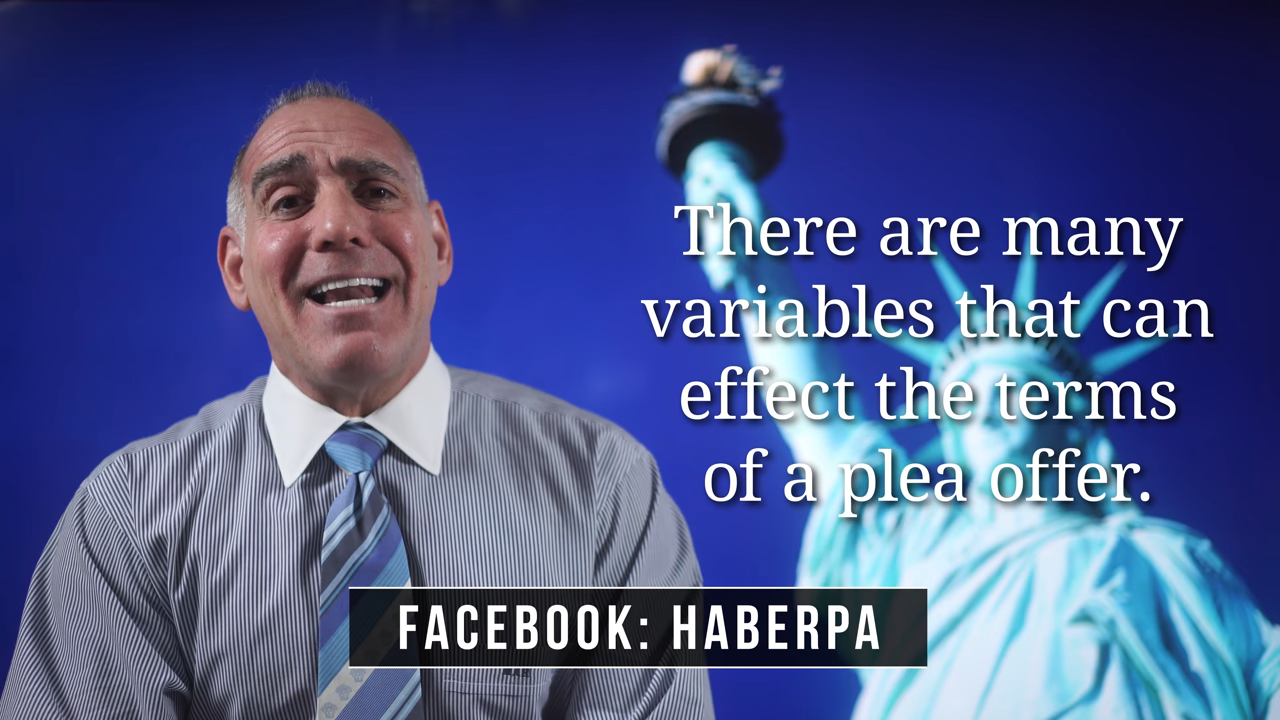 There are many
variables that can
effect the terms
of a plea offer.
FACEBOOK: HABERPA